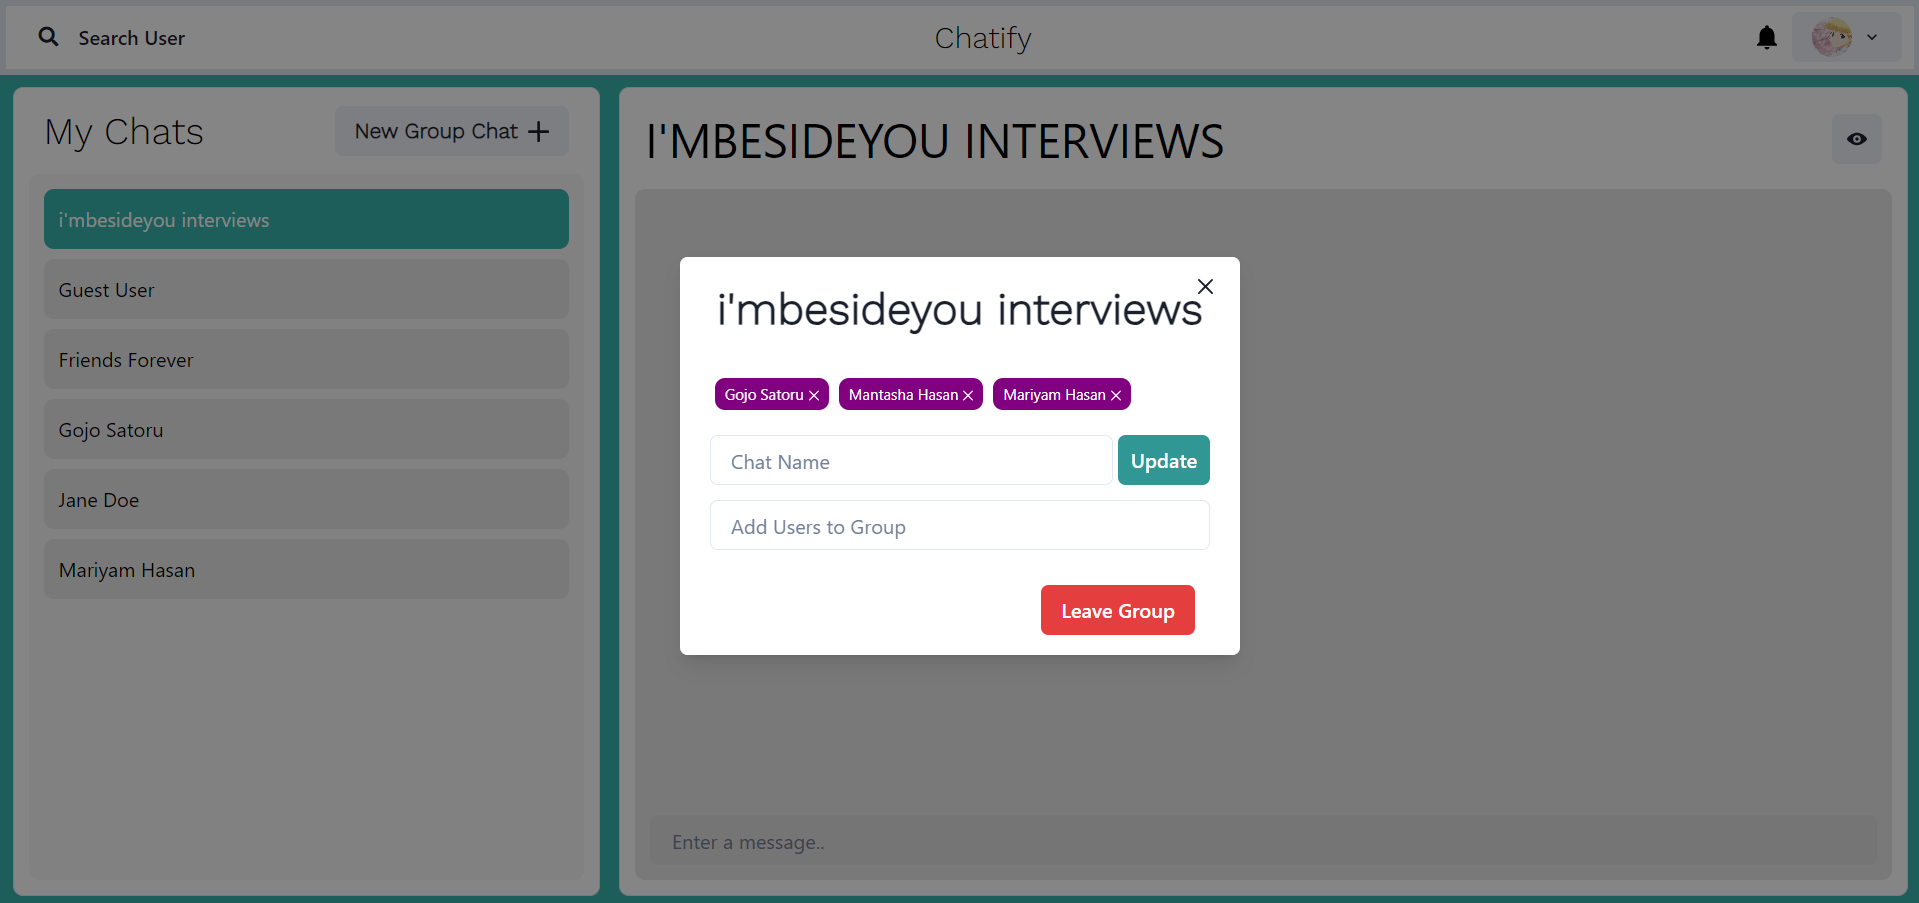 Search User
Chatify
My Chats
New Group Chat
i'mbesideyou interviews
Guest User
Friends Forever
Gojo Satoru
Jane Doe
Mariyam Hasan
I'MBESIDEYOU INTERVIEWS
i'mbesideyou interviews
Gojo Satoru
Mantasha Hasan
Mariyam Hasan
Chat Name
Update
Add Users to Group
Leave Group
Enter a message..